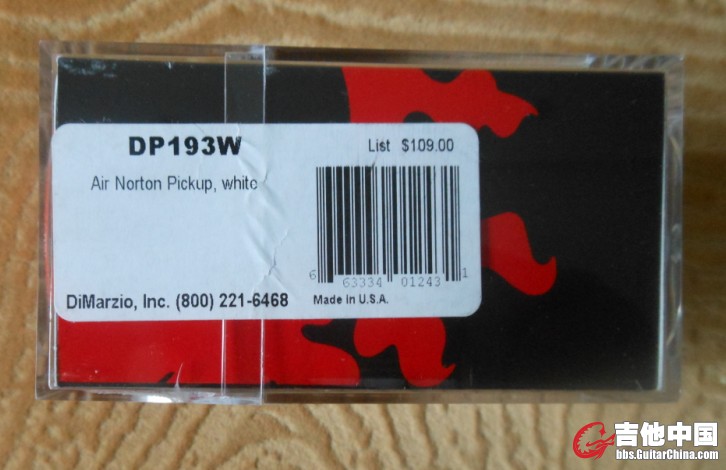 DP193W
List $109.00
Air Norton Pickup, white
6 63334 01243 1
DiMarzio, Inc. (800) 221-6468
Made in U.S.A.
吉他中国
bbs.GuitarChina.com